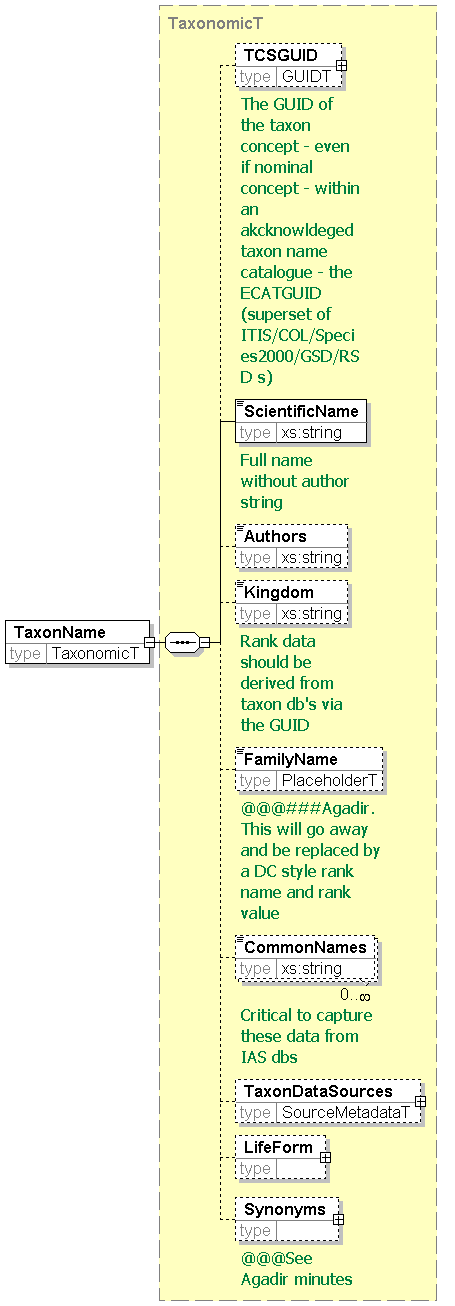 TaxonomicT
TCSGUID
type GUIDT
The GUID of
the taxon
concept - even
if nominal
concept - within
an
akcknowldeged
taxon name
catalogue - the
ECATGUID
(superset of
ITIS/COL/Speci
es2000/GSD/RS
D s)
ScientificName
type xs:string
Full name
without author
string
Authors
type xs:string
Kingdom
type xs:string
Rank data
should be
derived from
taxon db's via
the GUID
TaxonName
type TaxonomicT
FamilyName
type PlaceholderT
@@@###Agadir.
This will go away
and be replaced by
a DC style rank
name and rank
value
CommonNames
type xs:string
0..∞
Critical to capture
these data from
IAS dbs
TaxonDataSources
type SourceMetadataT
LifeForm
type
Synonyms
type
@@@See
Agadir minutes